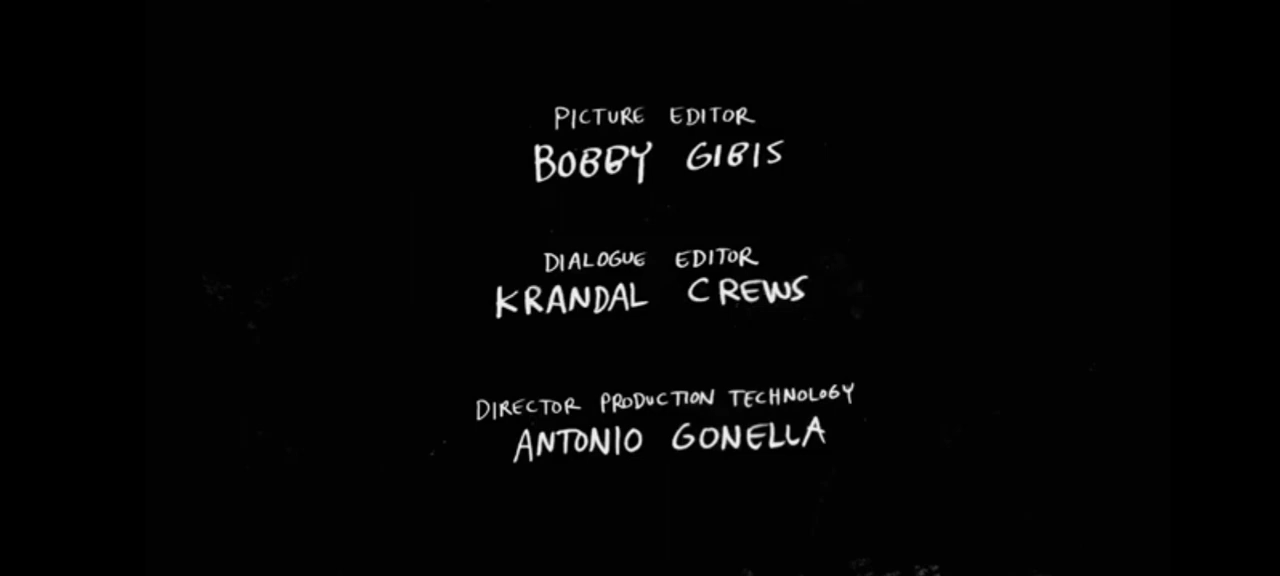 PICTURE EDITOR
BOBBY GIBIS
DIALOGUE EDITOR
KRANDAL CREWS
DIRECTOR PRODUCTION TECHNOLOGY
ANTONIO GONELLA